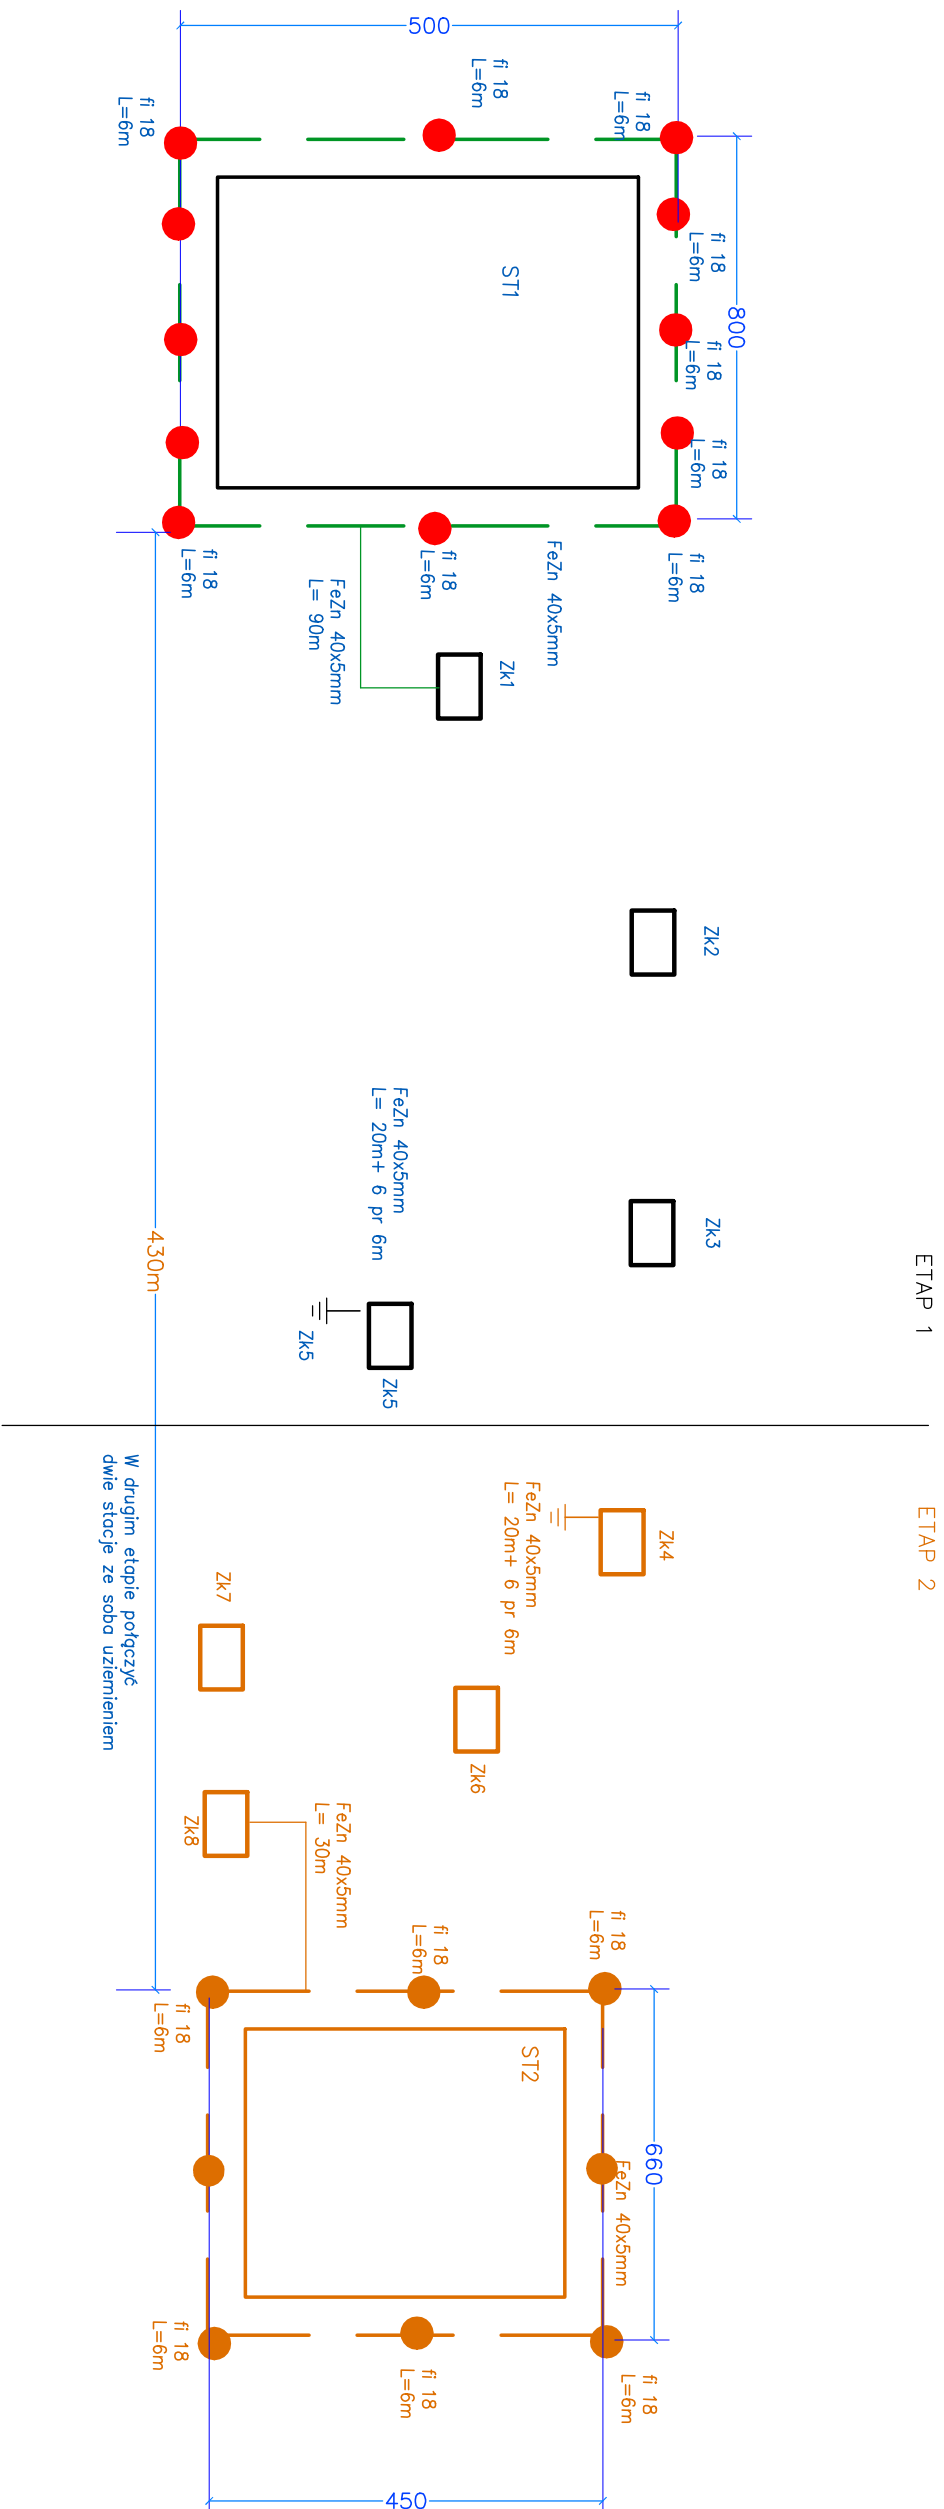 500
fi 18
L=6m
fi 18
L=6m
fi 18
L=6m
fi 18
L=6m
ST1
800
fi 18
L=6m
fi 18
L=6m
fi 18
L=6m
fi 18
L=6m
FeZn 40x5mm
fi 18
L=6m
FeZn 40x5mm
L= 90m
Zk1
Zk2
FeZn 40x5mm
L= 20m+ 6 pr 6m
Zk3
430m
ETAP 1
Zk5
Zk5
W drugim etapie połączyć
dwie stacje ze soba uziemieniem
FeZn 40x5mm
L= 20m+ 6 pr 6m
Zk4
ETAP 2
Zk7
Zk6
Zk8
FeZn 40x5mm
L= 30m
fi 18
L=6m
fi 18
L=6m
fi 18
L=6m
ST2
660
FeZn 40x5mm
fi 18
L=6m
fi 18
L=6m
fi 18
L=6m
450